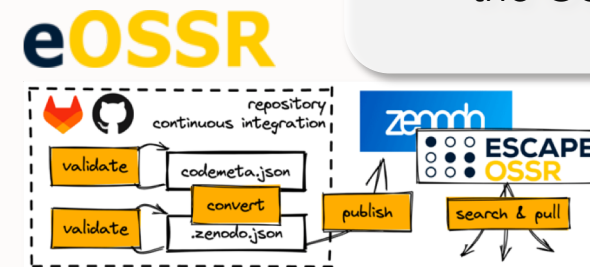 eOSSR
repository
continuous integration
zenodo
ESCAPE
OSSR
validate
codemeta.json
convert
validate
.zenodo.json
publish
search & pull